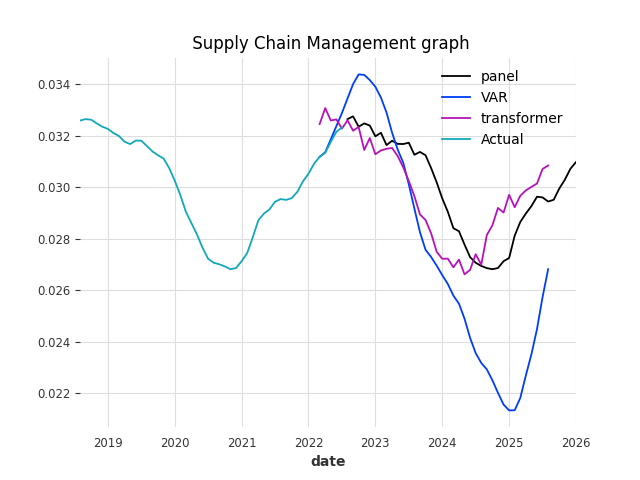 Supply Chain Management graph
panel
VAR
transformer
Actual
0.034
0.032
0.030
0.028
0.026
0.024
0.022
2019 2020 2021 2022 2023 2024 2025 2026
date